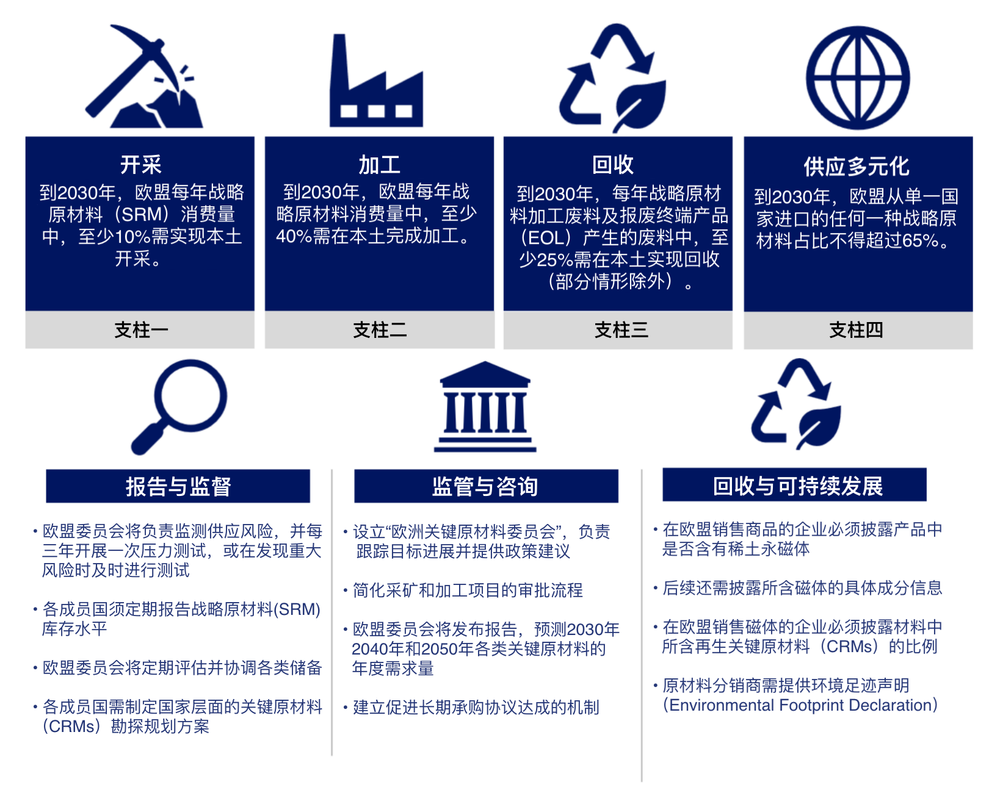 开采
到2030年，欧盟每年战略
原材料（SRM）消费量
中，至少10%需实现本土
开采。
支柱一
加工
到2030年，欧盟每年战
略原材料消费量中，至少
40%需在本土完成加工。
支柱二
回收
到2030年，每年战略原材
料加工废料及报废终端产品
（EOL）产生的废料中，至
少25%需在本土实现回收
（部分情形除外）。
支柱三
供应多元化
到2030年，欧盟从单一国
家进口的任何一种战略原
材料占比不得超过65%。
支柱四
报告与监督
• 欧盟委员会将负责监测供应风险，并每
三年开展一次压力测试，或在发现重大
风险时及时进行测试
• 各成员国须定期报告战略原材料(SRM)
库存水平
• 欧盟委员会将定期评估并协调各类储备
• 各成员国需制定国家层面的关键原材料
（CRMs）勘探规划方案
监管与咨询
• 设立“欧洲关键原材料委员会”，负责
跟踪目标进展并提供政策建议
• 简化采矿和加工项目的审批流程
• 欧盟委员会将发布报告，预测2030年
2040年和2050年各类关键原材料的
年度需求量
• 建立促进长期承购协议达成的机制
回收与可持续发展
• 在欧盟销售商品的企业必须披露产品中
是否含有稀土永磁体
• 后续还需披露所含磁体的具体成分信息
• 在欧盟销售磁体的企业必须披露材料中
所含再生关键原材料（CRMs）的比例
• 原材料分销商需提供环境足迹声明
（Environmental Footprint Declaration）